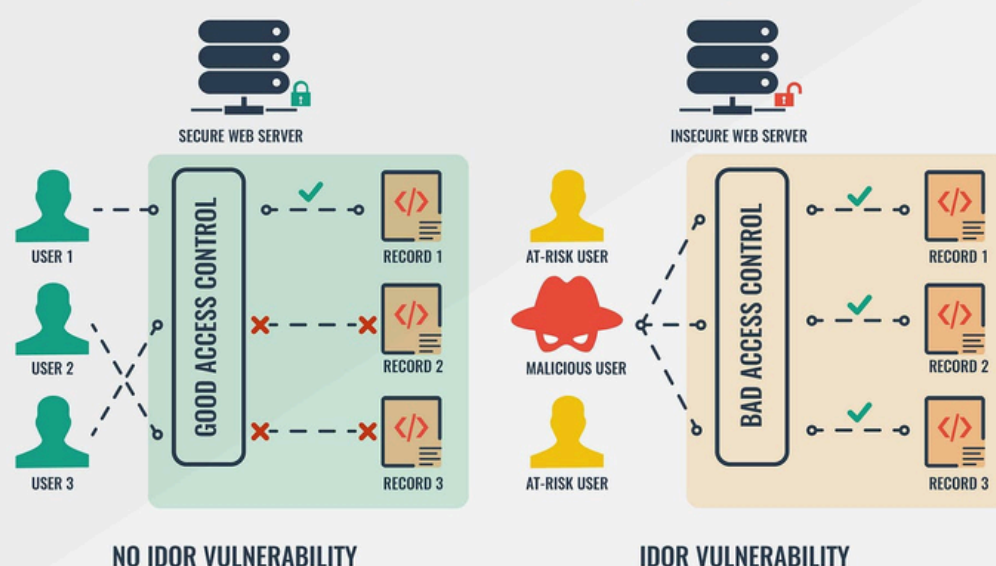 SECURE WEB SERVER
GOOD ACCESS CONTROL
USER 1
RECORD 1
USER 2
RECORD 2
USER 3
RECORD 3
NO IDOR VULNERABILITY
INSECURE WEB SERVER
BAD ACCESS CONTROL
AT-RISK USER
RECORD 1
MALICIOUS USER
RECORD 2
AT-RISK USER
RECORD 3
IDOR VULNERABILITY